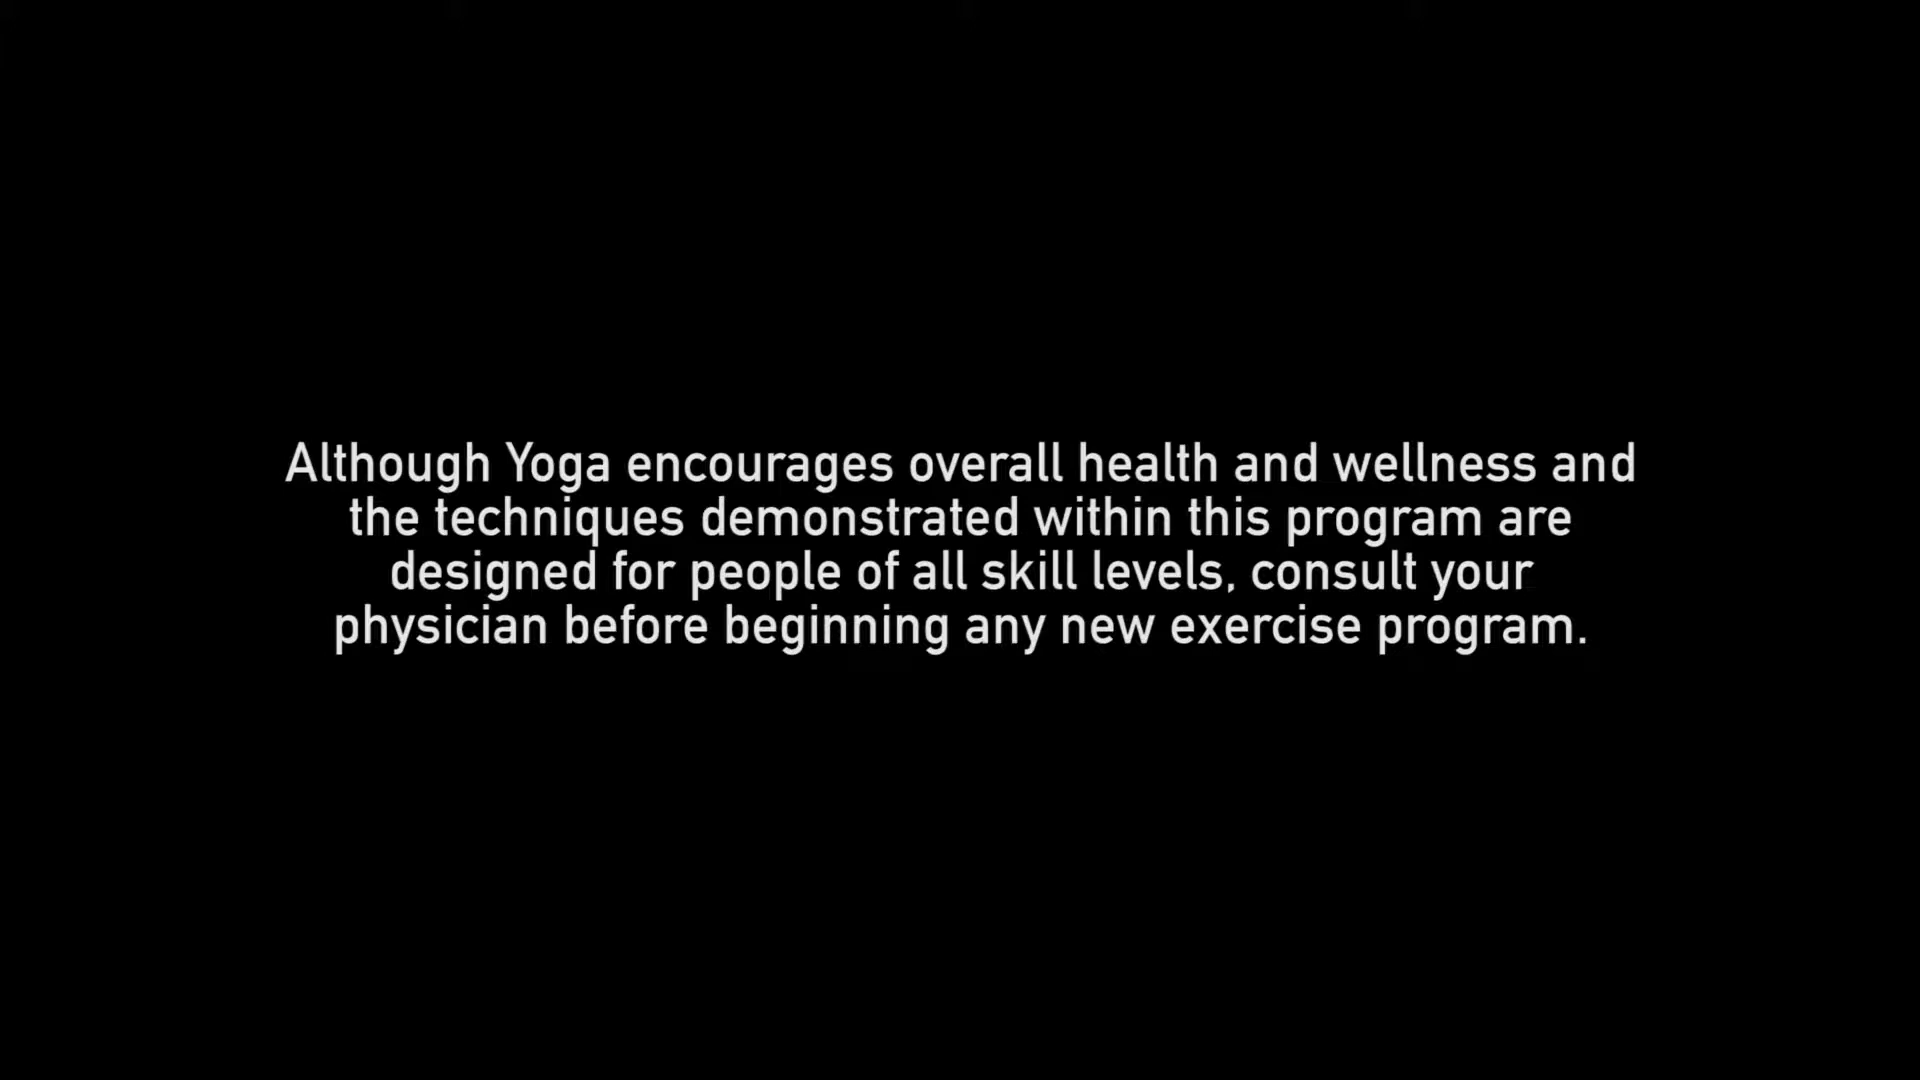 Although Yoga encourages overall health and wellness and
the techniques demonstrated within this program are
designed for people of all skill levels, consult your
physician before beginning any new exercise program.